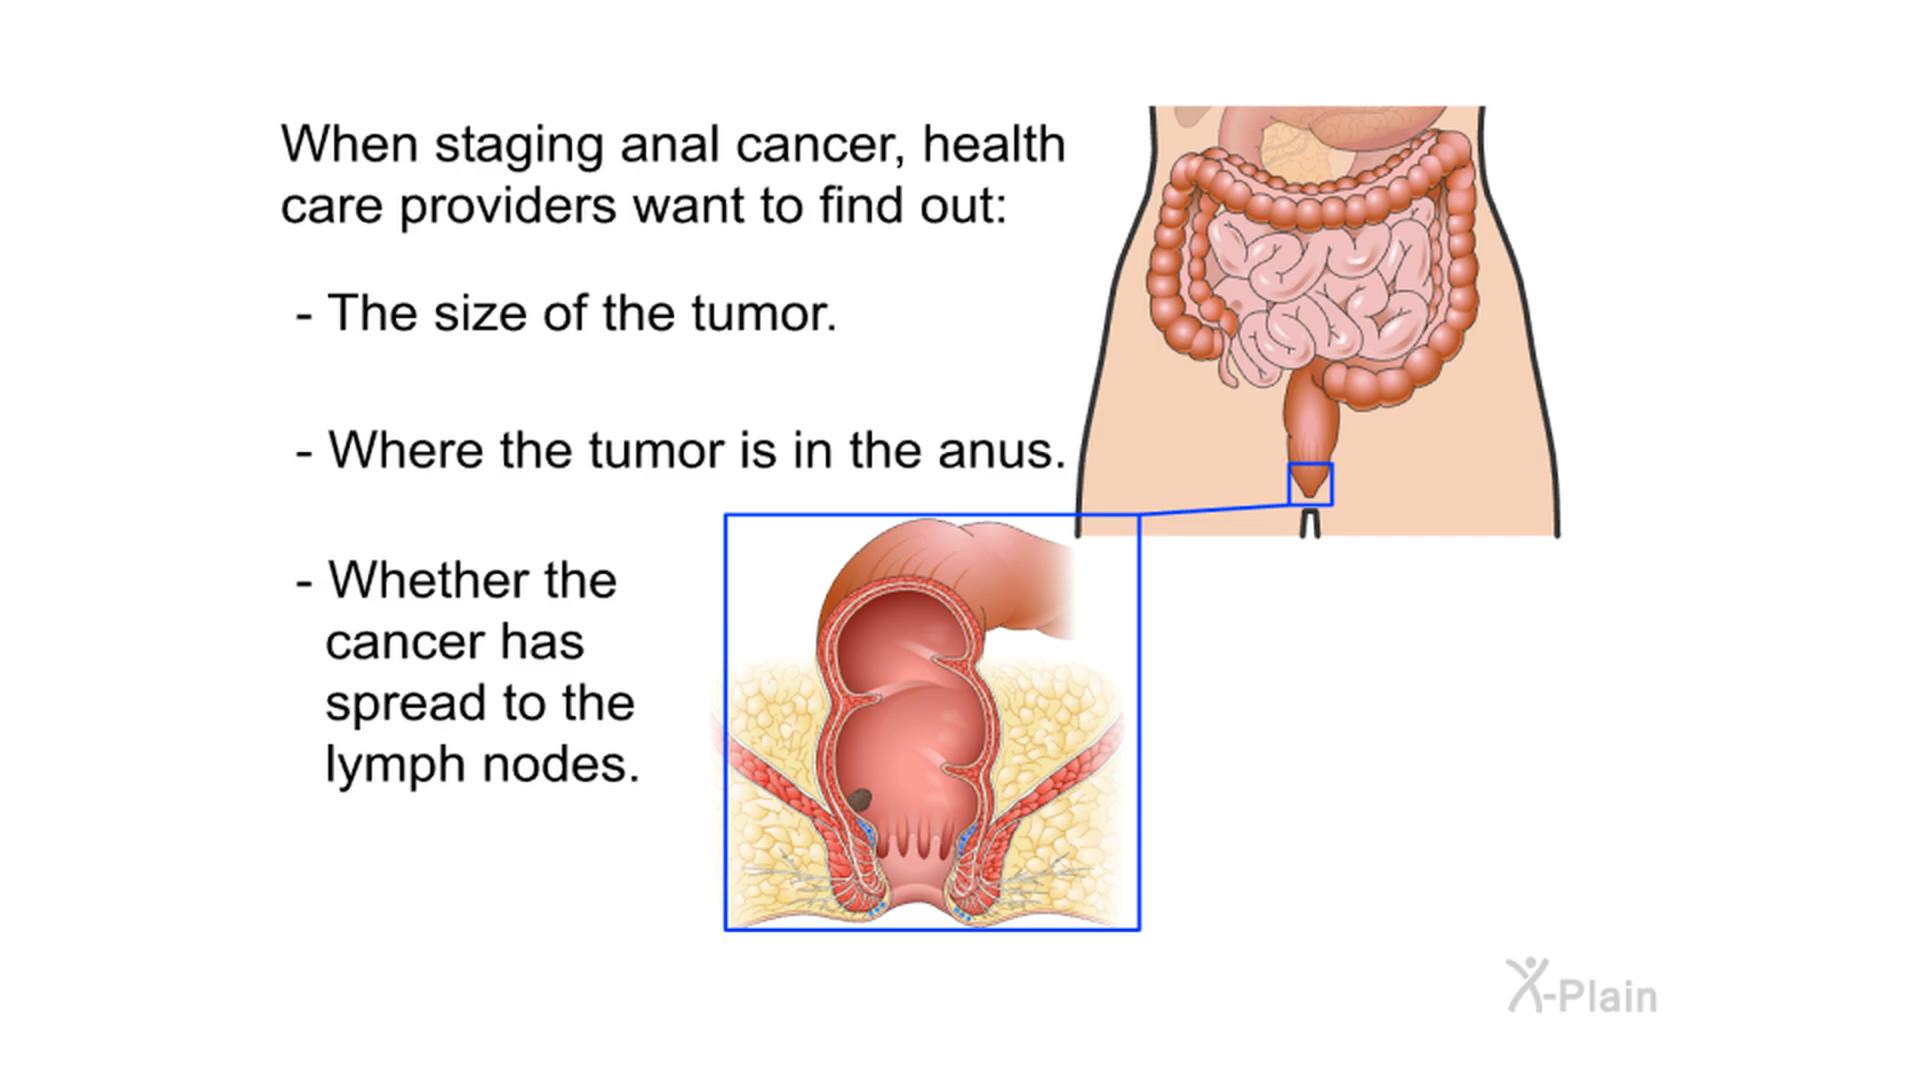 When staging anal cancer, health
care providers want to find out:
- The size of the tumor.
- Where the tumor is in the anus.
- Whether the
cancer has
spread to the
lymph nodes.
X-Plain